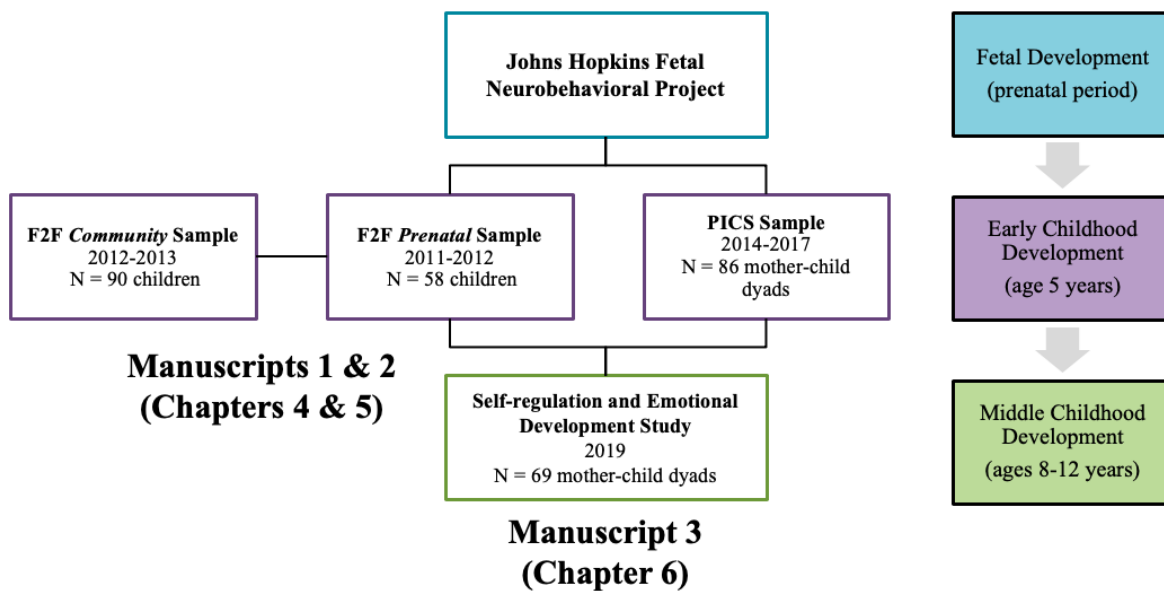 Johns Hopkins Fetal
Neurobehavioral Project
F2F Community Sample
2012-2013
N = 90 children
F2F Prenatal Sample
2011-2012
N = 58 children
PICS Sample
2014-2017
N = 86 mother-child
dyads
Manuscripts 1 & 2
(Chapters 4 & 5)
Self-regulation and Emotional
Development Study
2019
N = 69 mother-child dyads
Manuscript 3
(Chapter 6)
Fetal Development
(prenatal period)
Early Childhood
Development
(age 5 years)
Middle Childhood
Development
(ages 8-12 years)